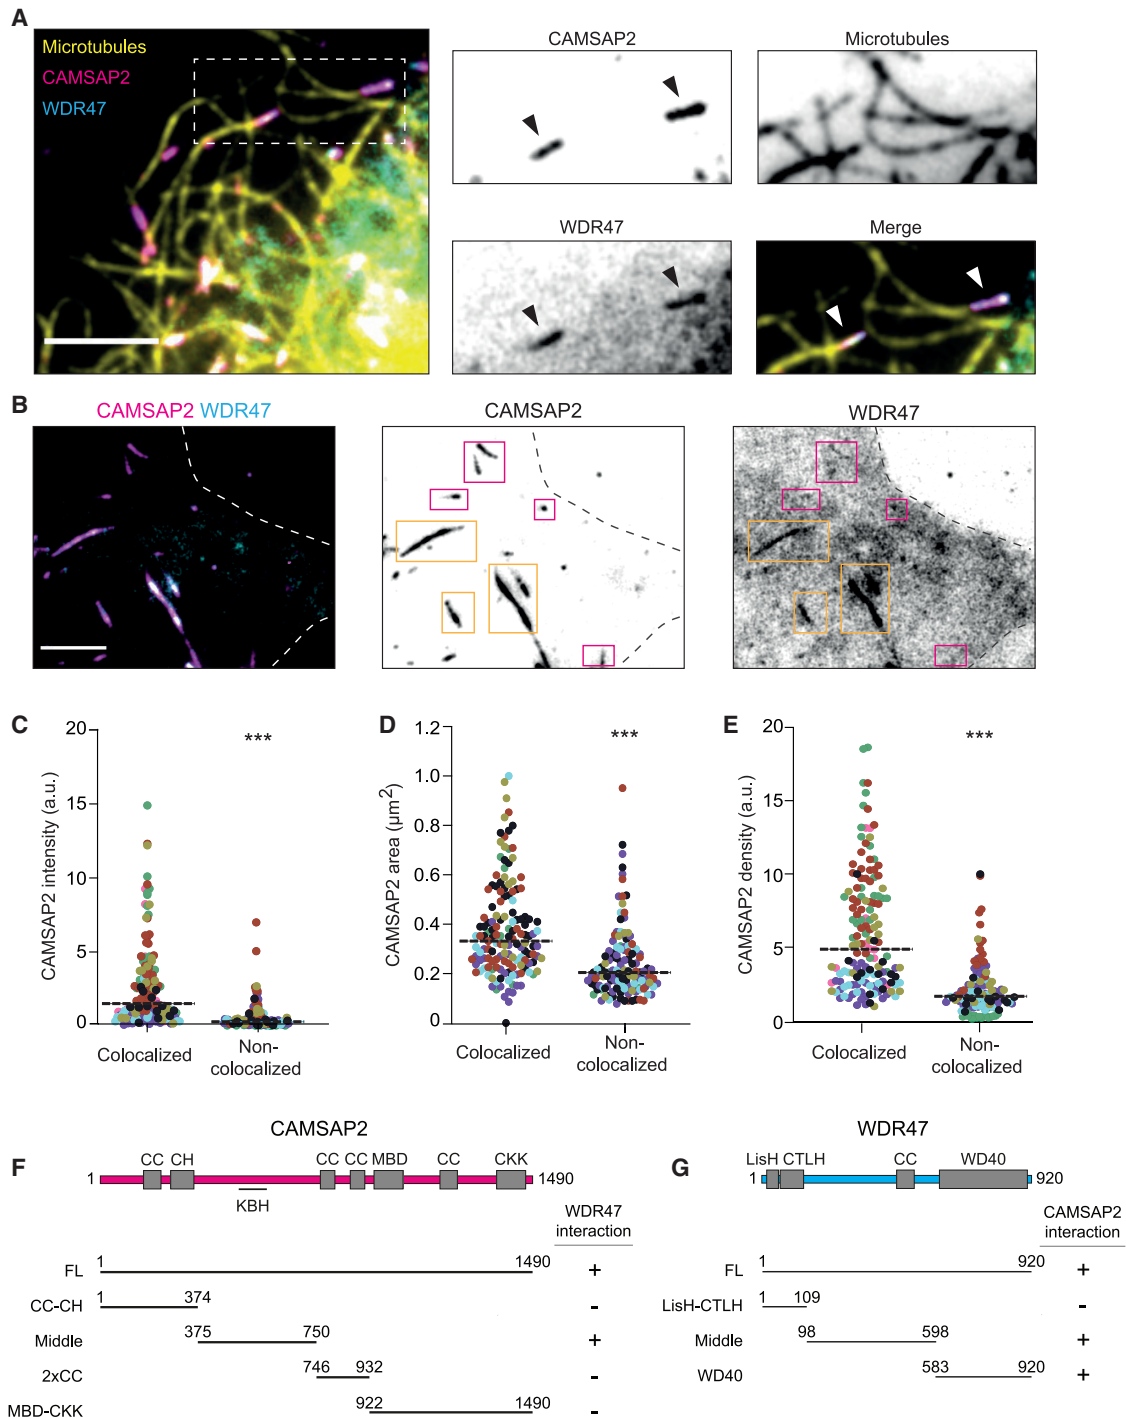 A
Microtubules
CAMSAP2
WDR47
CAMSAP2
Microtubules
WDR47
Merge
B
CAMSAP2 WDR47
CAMSAP2
WDR47
C
CAMSAP2 intensity (a.u.)
20
15
10
5
0
***
Colocalized
Non-
colocalized
D
CAMSAP2 area (µm2)
1.2
1.0
0.8
0.6
0.4
0.2
0
***
Colocalized
Non-
colocalized
E
CAMSAP2 density (a.u.)
20
15
10
5
0
***
Colocalized
Non-
colocalized
F
CAMSAP2
CC CH CC CC MBD CC CKK
1 1490
KBH
WDR47
interaction
1 1490
FL +
1 374
CC-CH -
375 750
Middle +
746 932
2xCC -
922 1490
MBD-CKK -
G
WDR47
LisH CTLH CC WD40
1 920
CAMSAP2
interaction
1 920
FL +
1 109
LisH-CTLH -
98 598
Middle +
583 920
WD40 +